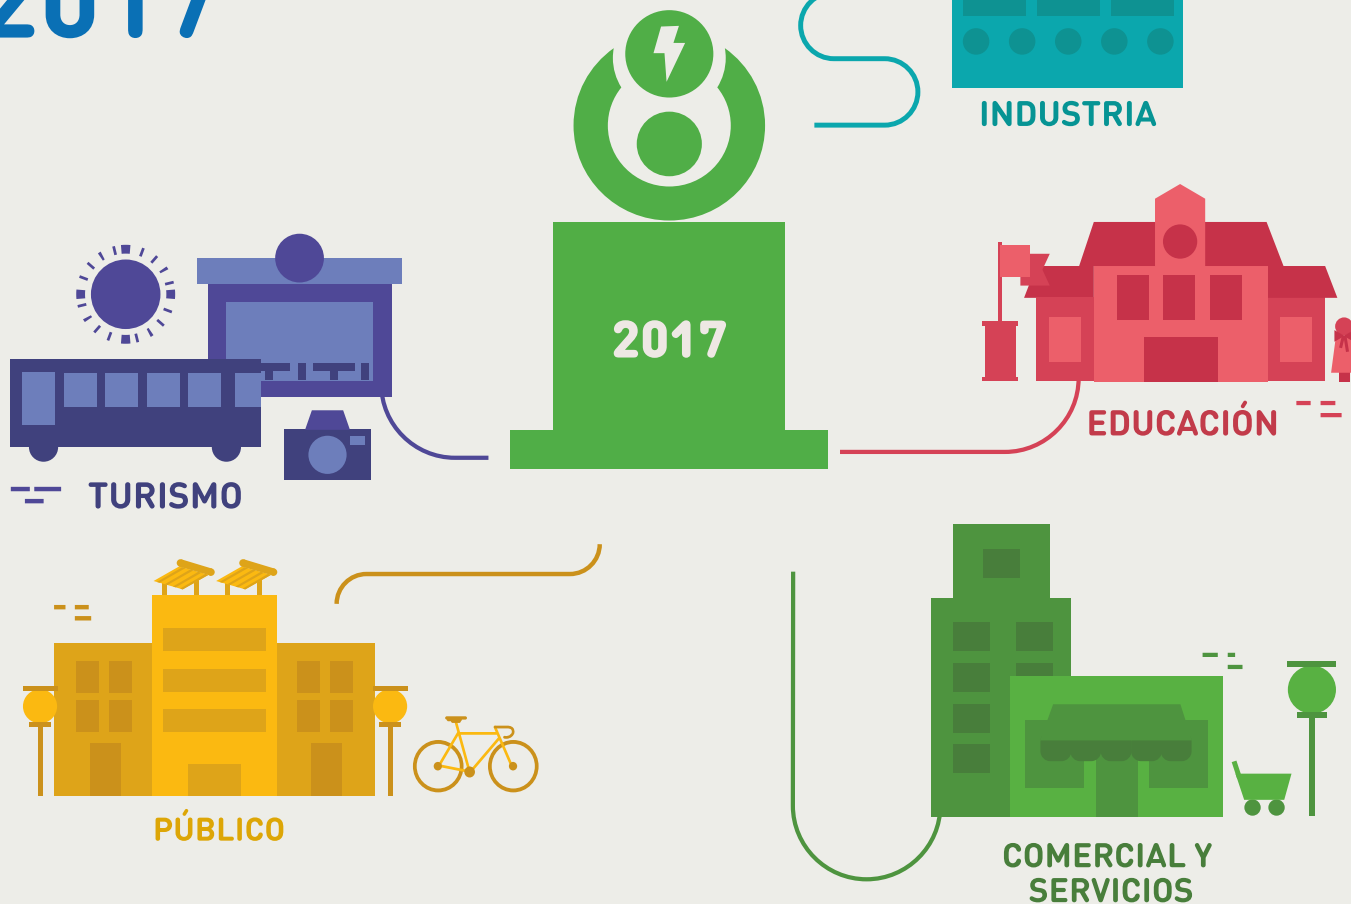 2017
INDUSTRIA
2017
EDUCACIÓN
TURISMO
PÚBLICO
COMERCIAL Y
SERVICIOS